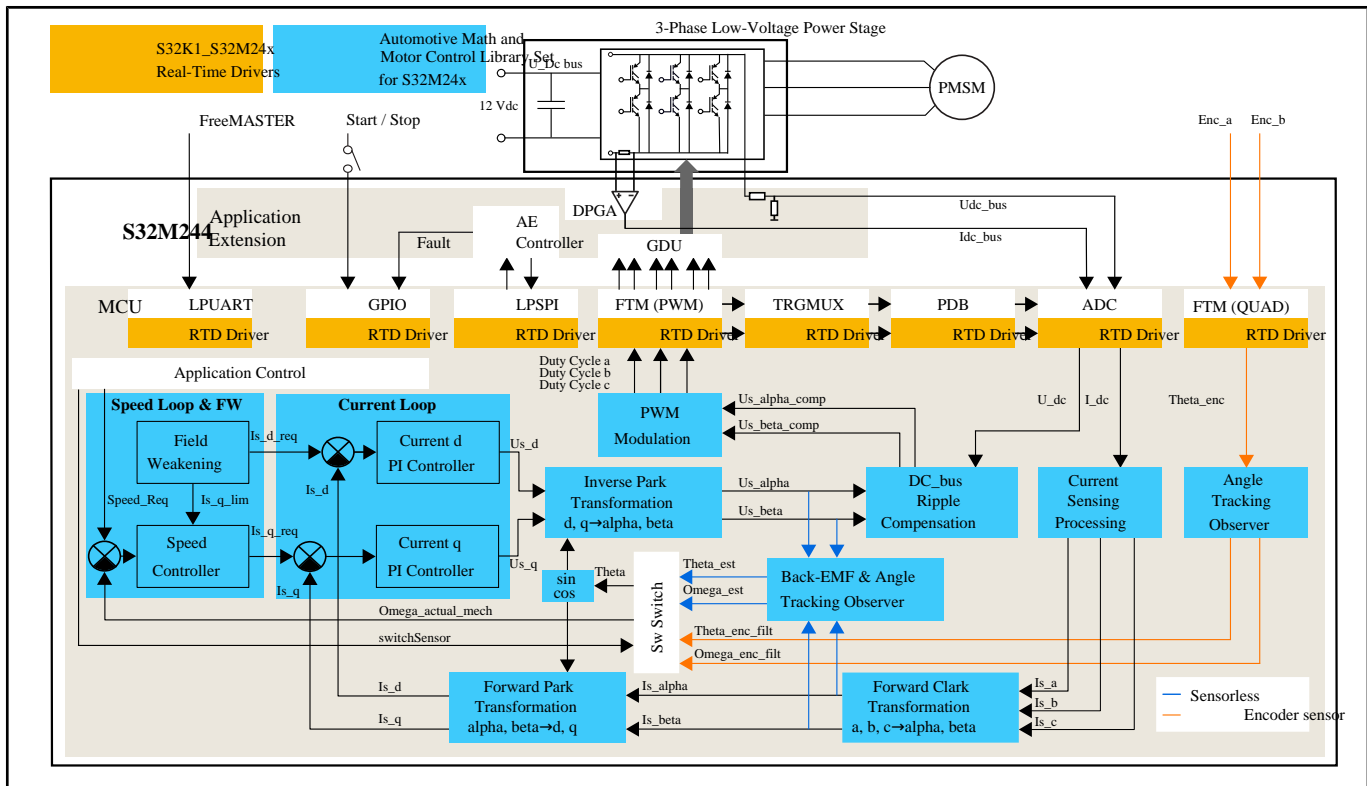 3-Phase Low-Voltage Power Stage
S32K1_S32M24x
Real-Time Drivers
Automotive Math and
Motor Control Library Set
for S32M24x
U_Dc bus
12 Vdc
PMSM
FreeMASTER
Start / Stop
Enc_a
Enc_b
S32M244
Application
Extension
DPGA
+
-
Udc_bus
Idc_bus
Fault
AE
Controller
GDU
MCU
LPUART
RTD Driver
GPIO
RTD Driver
LPSPI
RTD Driver
FTM (PWM)
RTD Driver
TRGMUX
RTD Driver
PDB
RTD Driver
ADC
RTD Driver
FTM (QUAD)
RTD Driver
Application Control
Duty Cycle a
Duty Cycle b
Duty Cycle c
Speed Loop & FW
Current Loop
Field
Weakening
Is_d_req
Current d
PI Controller
Us_d
PWM
Modulation
Us_alpha_comp
Us_beta_comp
U_dc
I_dc
Theta_enc
Speed_Req
Is_q_lim
Is_d
Inverse Park
Transformation
d, q→alpha, beta
Us_alpha
Us_beta
DC_bus
Ripple
Compensation
Current
Sensing
Processing
Angle
Tracking
Observer
Speed
Controller
Is_q_req
Current q
PI Controller
Us_q
Is_q
sin
cos
Theta
Sw Switch
Theta_est
Omega_est
Back-EMF & Angle
Tracking Observer
Omega_actual_mech
switchSensor
Theta_enc_filt
Omega_enc_filt
Is_d
Is_q
Forward Park
Transformation
alpha, beta→d, q
Is_alpha
Is_beta
Forward Clark
Transformation
a, b, c→alpha, beta
Is_a
Is_b
Is_c
Sensorless
Encoder sensor